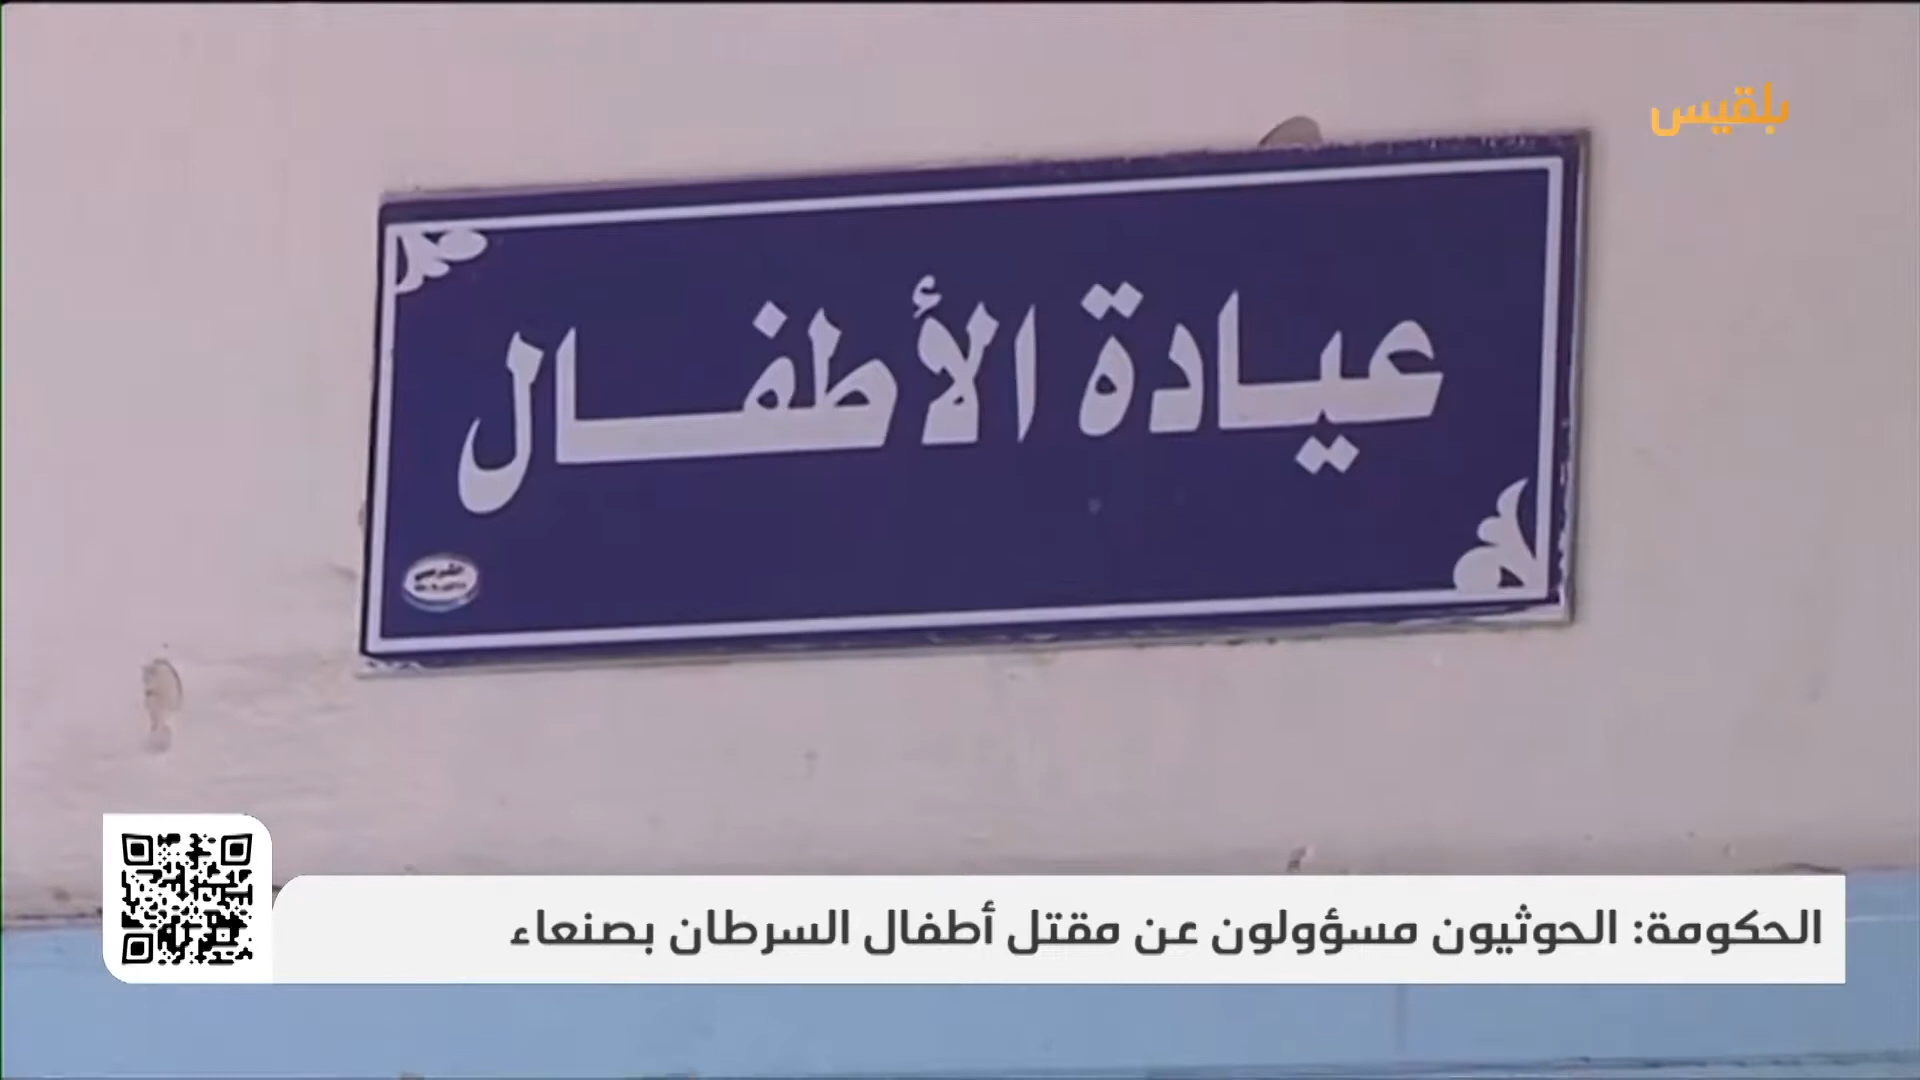 بلقيس
عيادة الأطفال
الحكومة: الحوثيون مسؤولون عن مقتل أطفال السرطان بصنعاء